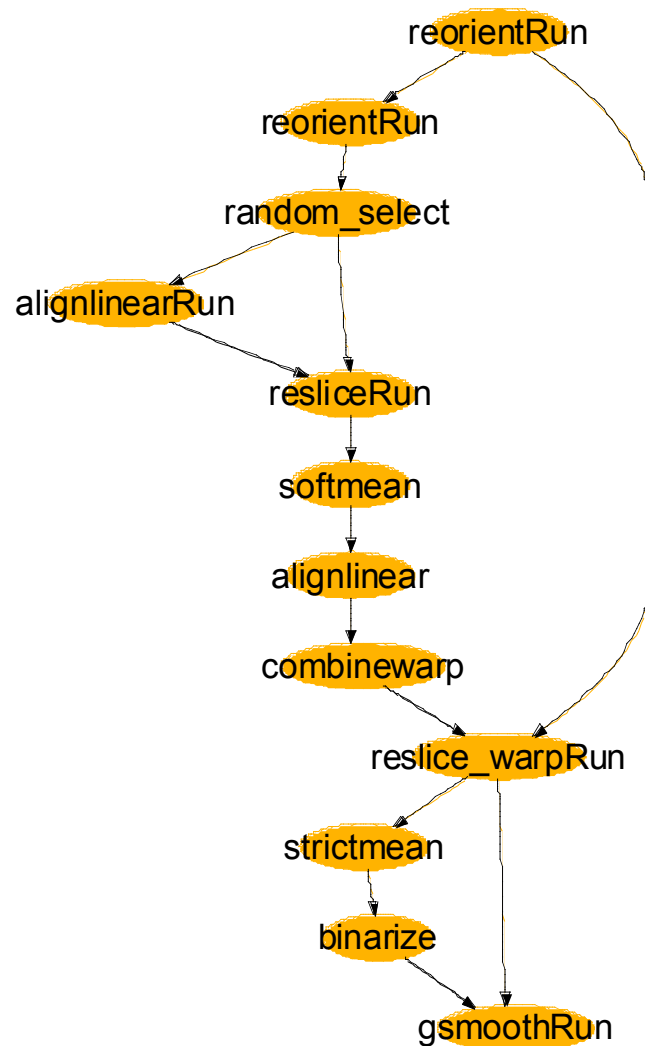 reorientRun
reorientRun
random_select
alignlinearRun
resliceRun
softmean
alignlinear
combinewarp
reslice_warpRun
strictmean
binarize
gsmoothRun